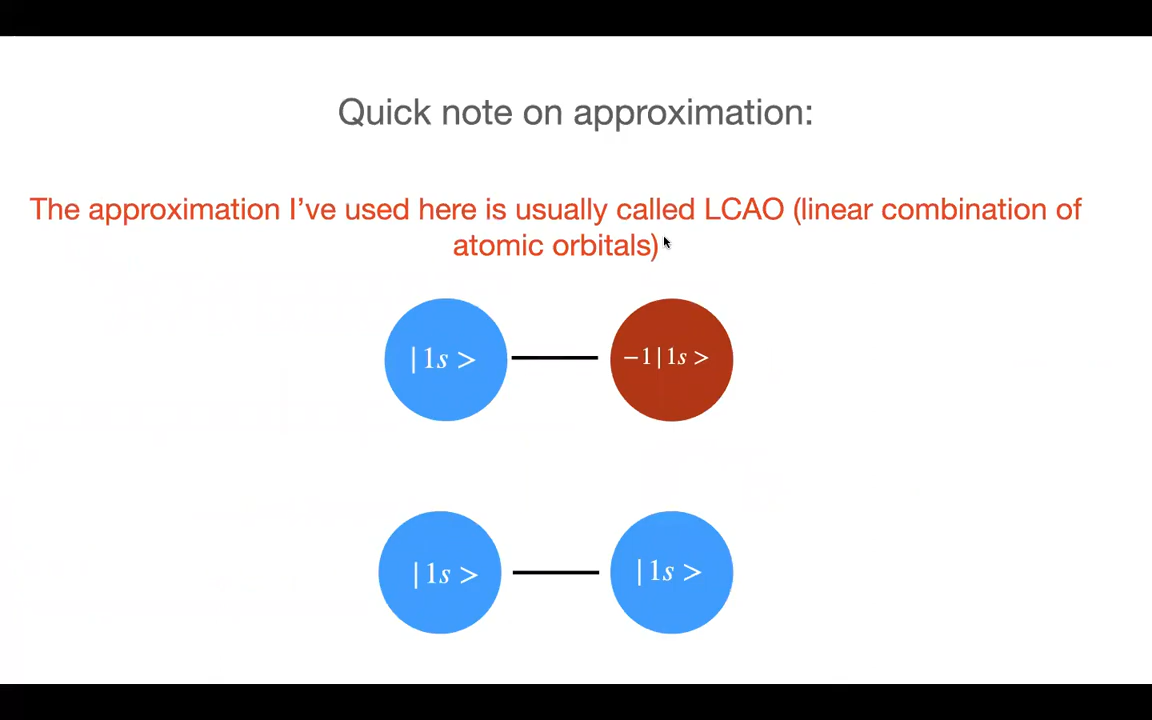 Quick note on approximation:
The approximation I’ve used here is usually called LCAO (linear combination of
atomic orbitals)
|1s >
−1|1s >
|1s >
|1s >